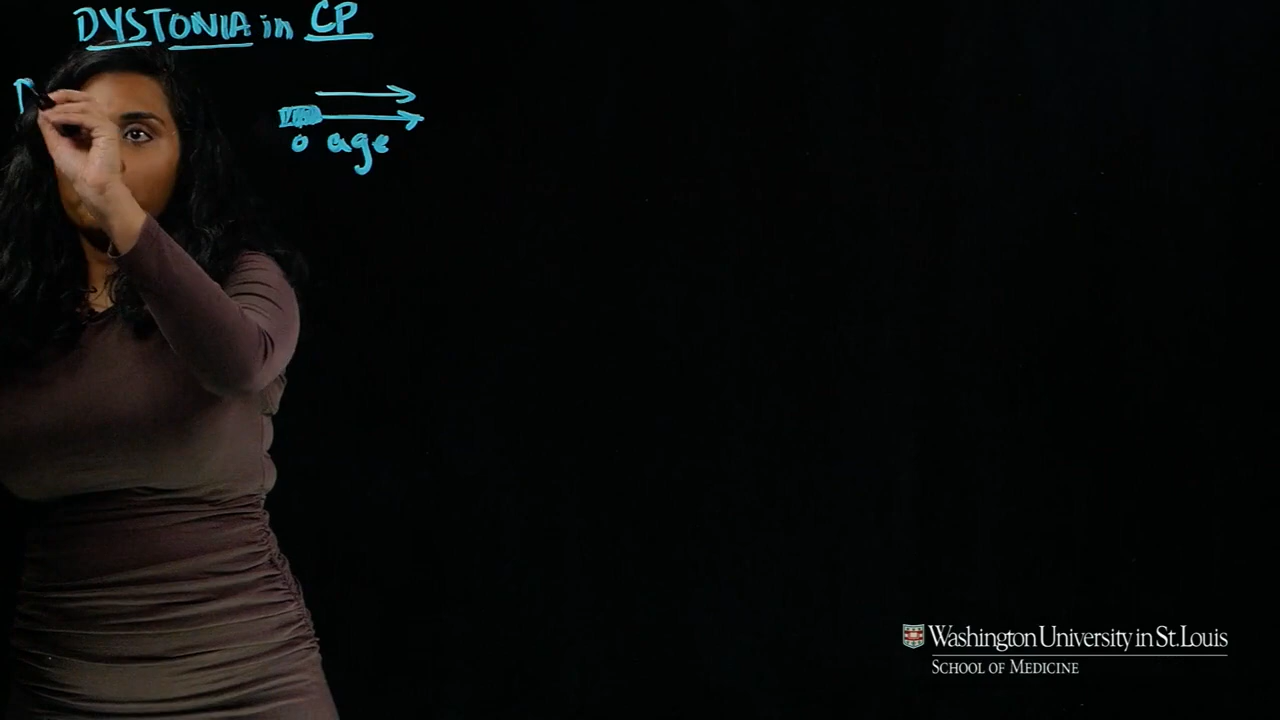 DYSTONIA in CP
0 age
Washington University in St. Louis
SCHOOL OF MEDICINE